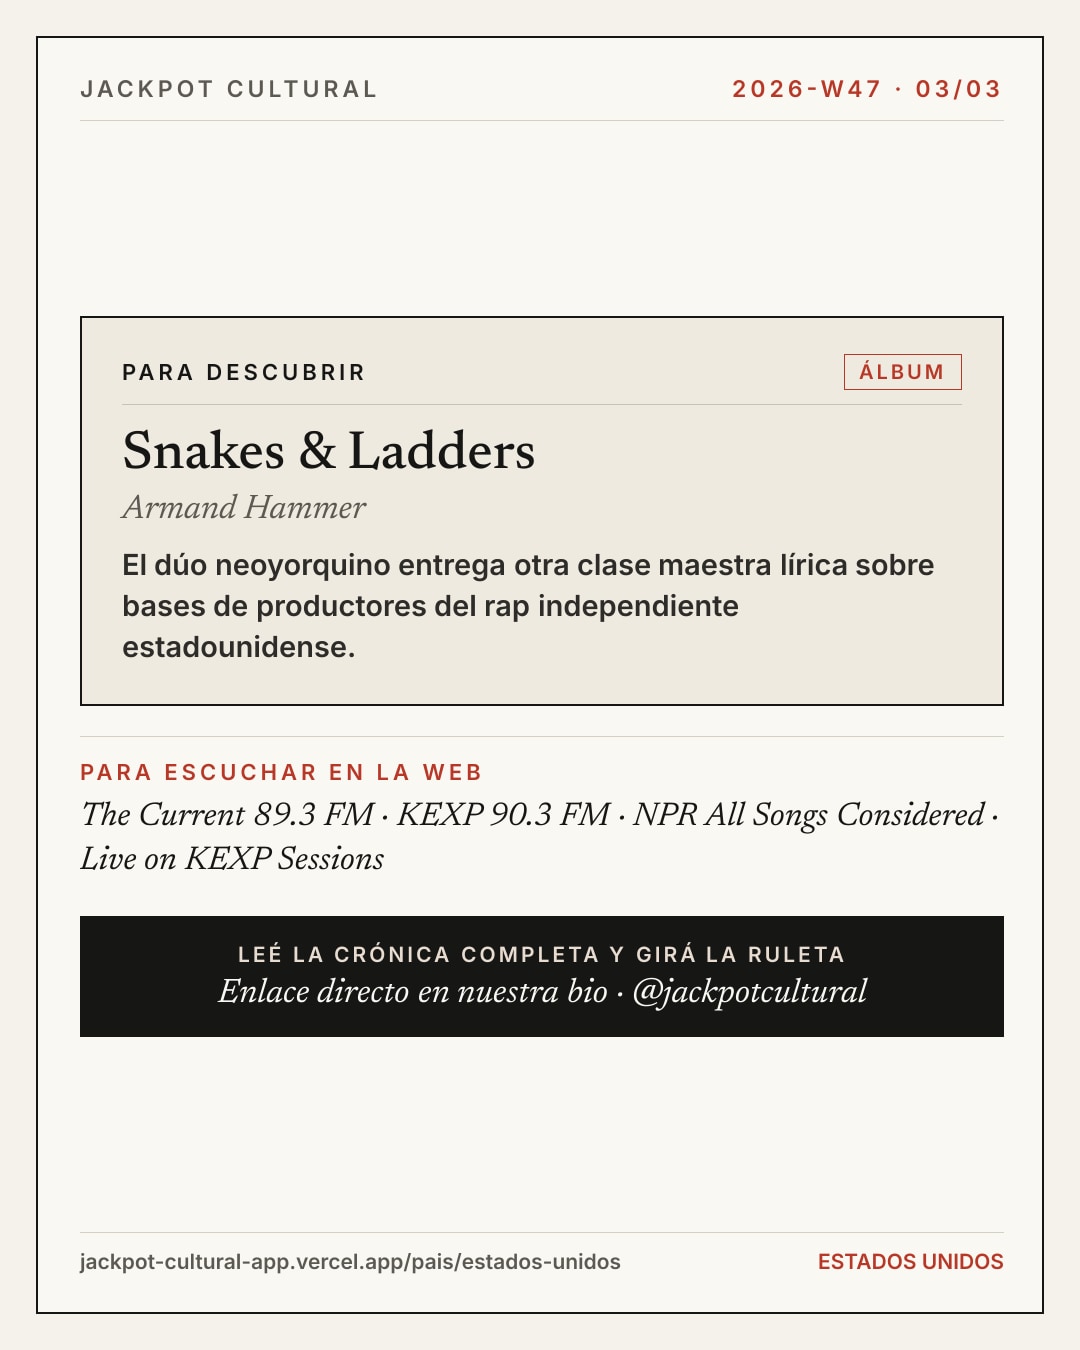 JACKPOT CULTURAL
2026-W47 · 03/03
PARA DESCUBRIR
ÁLBUM
Snakes & Ladders
Armand Hammer
El dúo neoyorquino entrega otra clase maestra lírica sobre
bases de productores del rap independiente
estadounidense.
PARA ESCUCHAR EN LA WEB
The Current 89.3 FM · KEXP 90.3 FM · NPR All Songs Considered ·
Live on KEXP Sessions
LEÉ LA CRÓNICA COMPLETA Y GIRÁ LA RULETA
Enlace directo en nuestra bio · @jackpotcultural
jackpot-cultural-app.vercel.app/pais/estados-unidos
ESTADOS UNIDOS